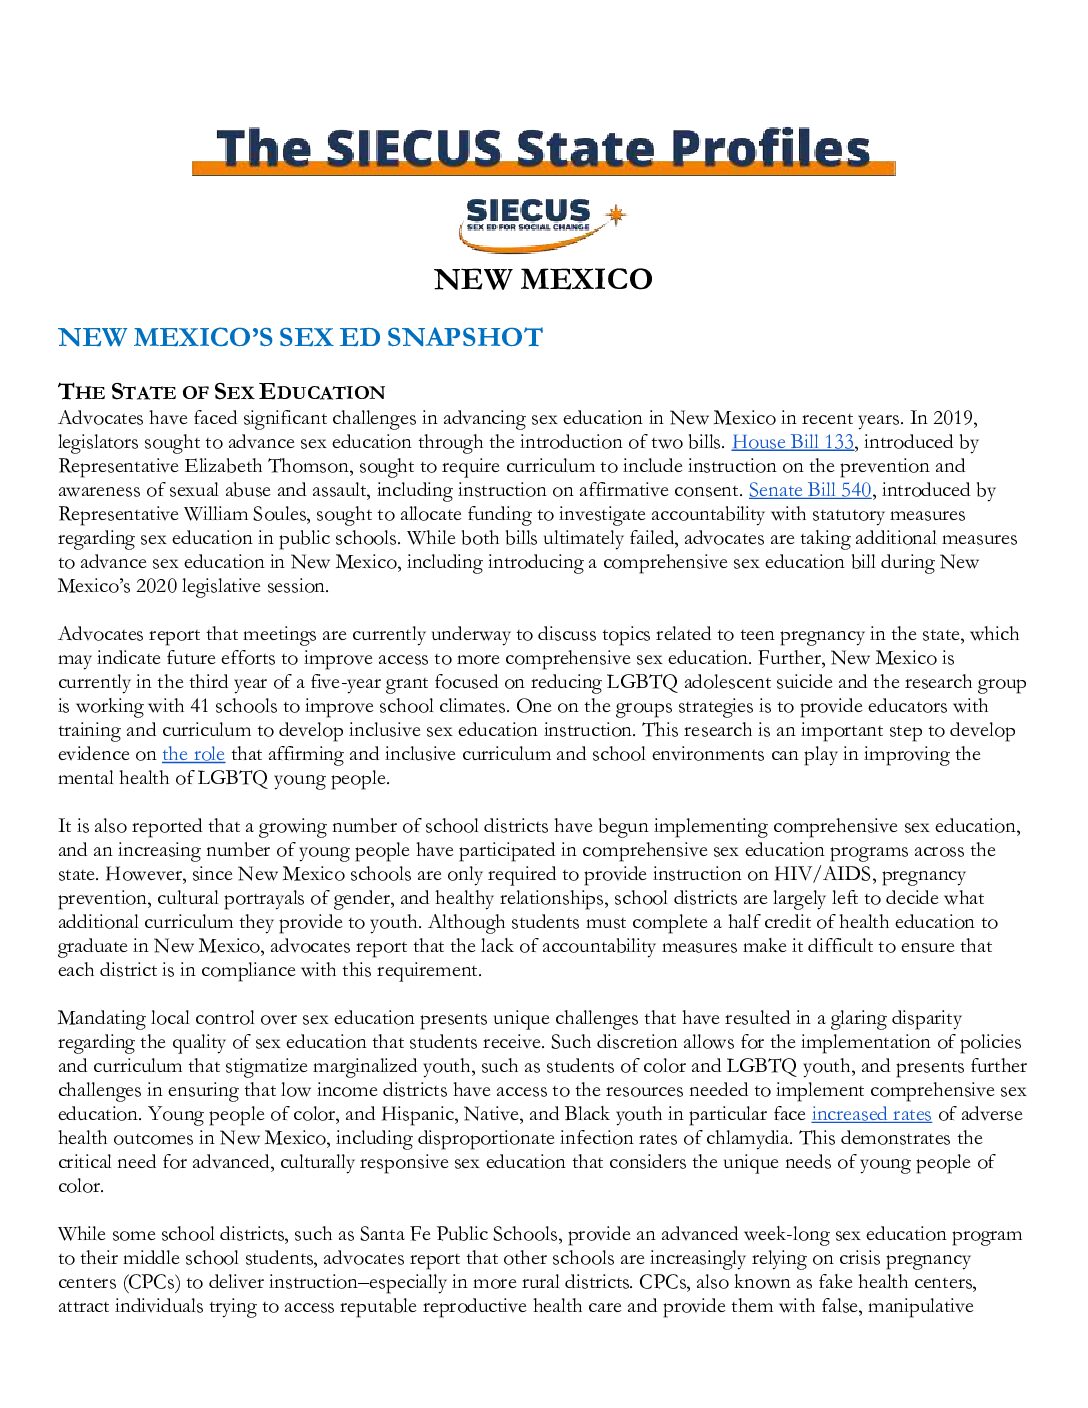 The SIECUS State Profiles
SIECUS
SEX ED FOR SOCIAL CHANGE
NEW MEXICO
NEW MEXICO’S SEX ED SNAPSHOT
THE STATE OF SEX EDUCATION
Advocates have faced significant challenges in advancing sex education in New Mexico in recent years. In 2019,
legislators sought to advance sex education through the introduction of two bills. House Bill 133, introduced by
Representative Elizabeth Thomson, sought to require curriculum to include instruction on the prevention and
awareness of sexual abuse and assault, including instruction on affirmative consent. Senate Bill 540, introduced by
Representative William Soules, sought to allocate funding to investigate accountability with statutory measures
regarding sex education in public schools. While both bills ultimately failed, advocates are taking additional measures
to advance sex education in New Mexico, including introducing a comprehensive sex education bill during New
Mexico’s 2020 legislative session.
Advocates report that meetings are currently underway to discuss topics related to teen pregnancy in the state, which
may indicate future efforts to improve access to more comprehensive sex education. Further, New Mexico is
currently in the third year of a five-year grant focused on reducing LGBTQ adolescent suicide and the research group
is working with 41 schools to improve school climates. One on the groups strategies is to provide educators with
training and curriculum to develop inclusive sex education instruction. This research is an important step to develop
evidence on the role that affirming and inclusive curriculum and school environments can play in improving the
mental health of LGBTQ young people.
It is also reported that a growing number of school districts have begun implementing comprehensive sex education,
and an increasing number of young people have participated in comprehensive sex education programs across the
state. However, since New Mexico schools are only required to provide instruction on HIV/AIDS, pregnancy
prevention, cultural portrayals of gender, and healthy relationships, school districts are largely left to decide what
additional curriculum they provide to youth. Although students must complete a half credit of health education to
graduate in New Mexico, advocates report that the lack of accountability measures make it difficult to ensure that
each district is in compliance with this requirement.
Mandating local control over sex education presents unique challenges that have resulted in a glaring disparity
regarding the quality of sex education that students receive. Such discretion allows for the implementation of policies
and curriculum that stigmatize marginalized youth, such as students of color and LGBTQ youth, and presents further
challenges in ensuring that low income districts have access to the resources needed to implement comprehensive sex
education. Young people of color, and Hispanic, Native, and Black youth in particular face increased rates of adverse
health outcomes in New Mexico, including disproportionate infection rates of chlamydia. This demonstrates the
critical need for advanced, culturally responsive sex education that considers the unique needs of young people of
color.
While some school districts, such as Santa Fe Public Schools, provide an advanced week-long sex education program
to their middle school students, advocates report that other schools are increasingly relying on crisis pregnancy
centers (CPCs) to deliver instruction–especially in more rural districts. CPCs, also known as fake health centers,
attract individuals trying to access reputable reproductive health care and provide them with false, manipulative